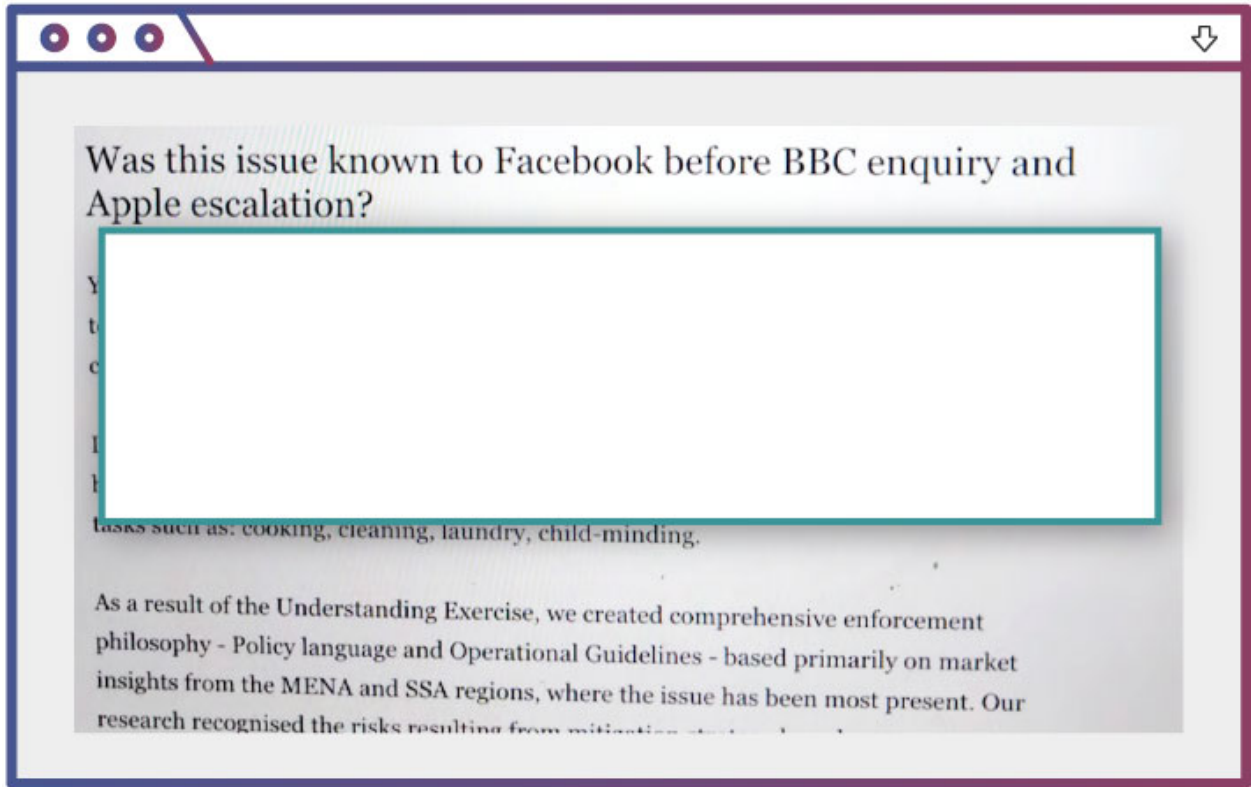 Was this issue known to Facebook before BBC enquiry and
Apple escalation?
tasks such as: cooking, cleaning, laundry, child-minding.
As a result of the Understanding Exercise, we created comprehensive enforcement
philosophy - Policy language and Operational Guidelines - based primarily on market
insights from the MENA and SSA regions, where the issue has been most present. Our
research recognised the risks resulting from